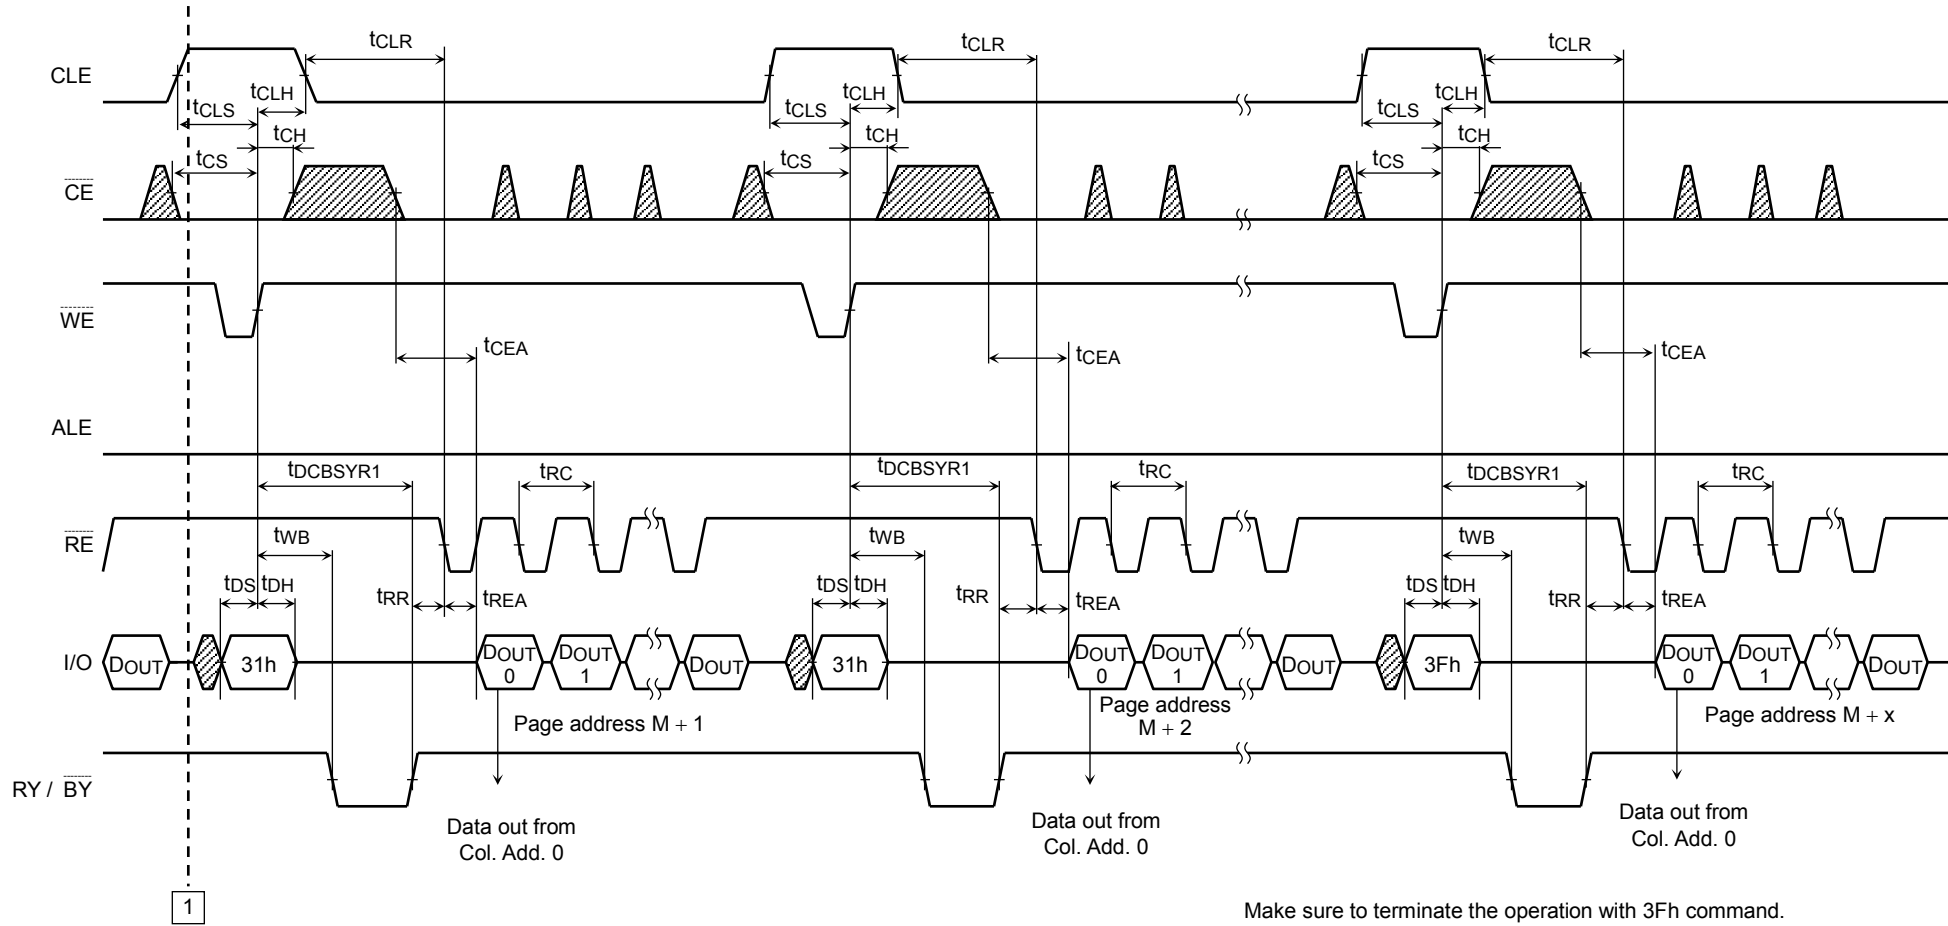 tCLR tCLR tCLR
CLE
tCLH tCLH tCLH
tCLS tCLS tCLS
tCH tCH tCH
tCS tCS tCS
CE
WE
tCEA tCEA tCEA
ALE
tDCBSYR1 tRC tDCBSYR1 tRC tDCBSYR1 tRC
RE
tWB tWB tWB
tDS tDH tDS tDH tDS tDH
tRR tREA tRR tREA tRR tREA
I/O DOUT 31h DOUT 0 DOUT 1 DOUT 31h DOUT 0 DOUT 1 DOUT 3Fh DOUT 0 DOUT 1 DOUT
Page address M + 1
Page address
M + 2
Page address M + x
RY / BY
Data out from
Col. Add. 0
Data out from
Col. Add. 0
Data out from
Col. Add. 0
1
Make sure to terminate the operation with 3Fh command.